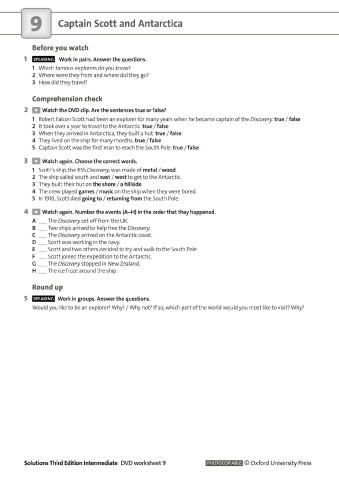 9 Captain Scott and Antarctica
Before you watch
1 SPEAKING Work in pairs. Answer the questions.
1 Which famous explorers do you know?
2 Where were they from and where did they go?
3 How did they travel?
Comprehension check
2 Watch the DVD clip. Are the sentences true or false?
1 Robert Falcon Scott had been an explorer for many years when he became captain of the Discovery. true / false
2 It took over a year to travel to the Antarctic. true / false
3 When they arrived in Antarctica, they built a hut. true / false
4 They lived on the ship for many months. true / false
5 Captain Scott was the first man to reach the South Pole. true / false
3 Watch again. Choose the correct words.
1 Scott's ship, the RSS Discovery, was made of metal / wood.
2 The ship sailed south and east / west to get to the Antarctic.
3 They built their hut on the shore / a hillside.
4 The crew played games / music on the ship when they were bored.
5 In 1910, Scott died going to / returning from the South Pole.
4 Watch again. Number the events (A–H) in the order that they happened.
A ___ The Discovery set off from the UK.
B ___ Two ships arrived to help free the Discovery.
C ___ The Discovery arrived on the Antarctic coast.
D ___ Scott was working in the navy.
E ___ Scott and two others decided to try and walk to the South Pole.
F ___ Scott joined the expedition to the Antarctic.
G ___ The Discovery stopped in New Zealand.
H ___ The ice froze around the ship.
Round up
5 SPEAKING Work in groups. Answer the questions.
Would you like to be an explorer? Why? / Why not? If so, which part of the world would you most like to visit? Why?
Solutions Third Edition Intermediate DVD worksheet 9 PHOTOCOPIABLE © Oxford University Press